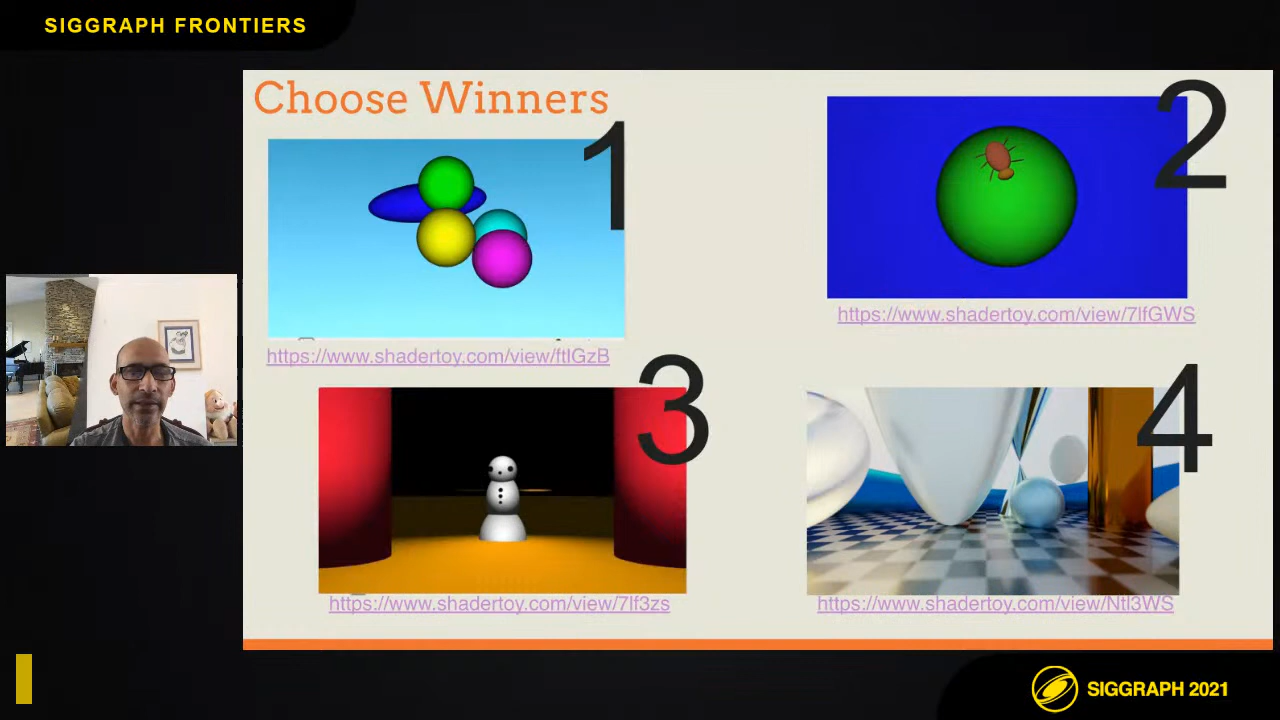 SIGGRAPH FRONTIERS
Choose Winners
1
2
https://www.shadertoy.com/view/7lfGWS
https://www.shadertoy.com/view/ftlGzB
3
4
https://www.shadertoy.com/view/7lf3zs
https://www.shadertoy.com/view/Ntl3WS
SIGGRAPH 2021